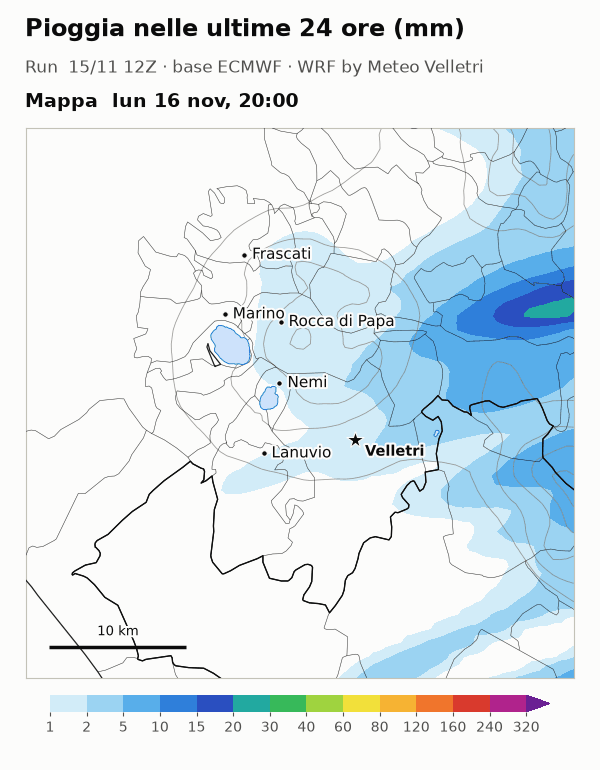 Pioggia nelle ultime 24 ore (mm)
Run 15/11 12Z · base ECMWF · WRF by Meteo Velletri
Mappa lun 16 nov, 20:00
Frascati
Marino
Rocca di Papa
Nemi
Velletri
Lanuvio
10 km
1 2 5 10 15 20 30 40 60 80 120 160 240 320